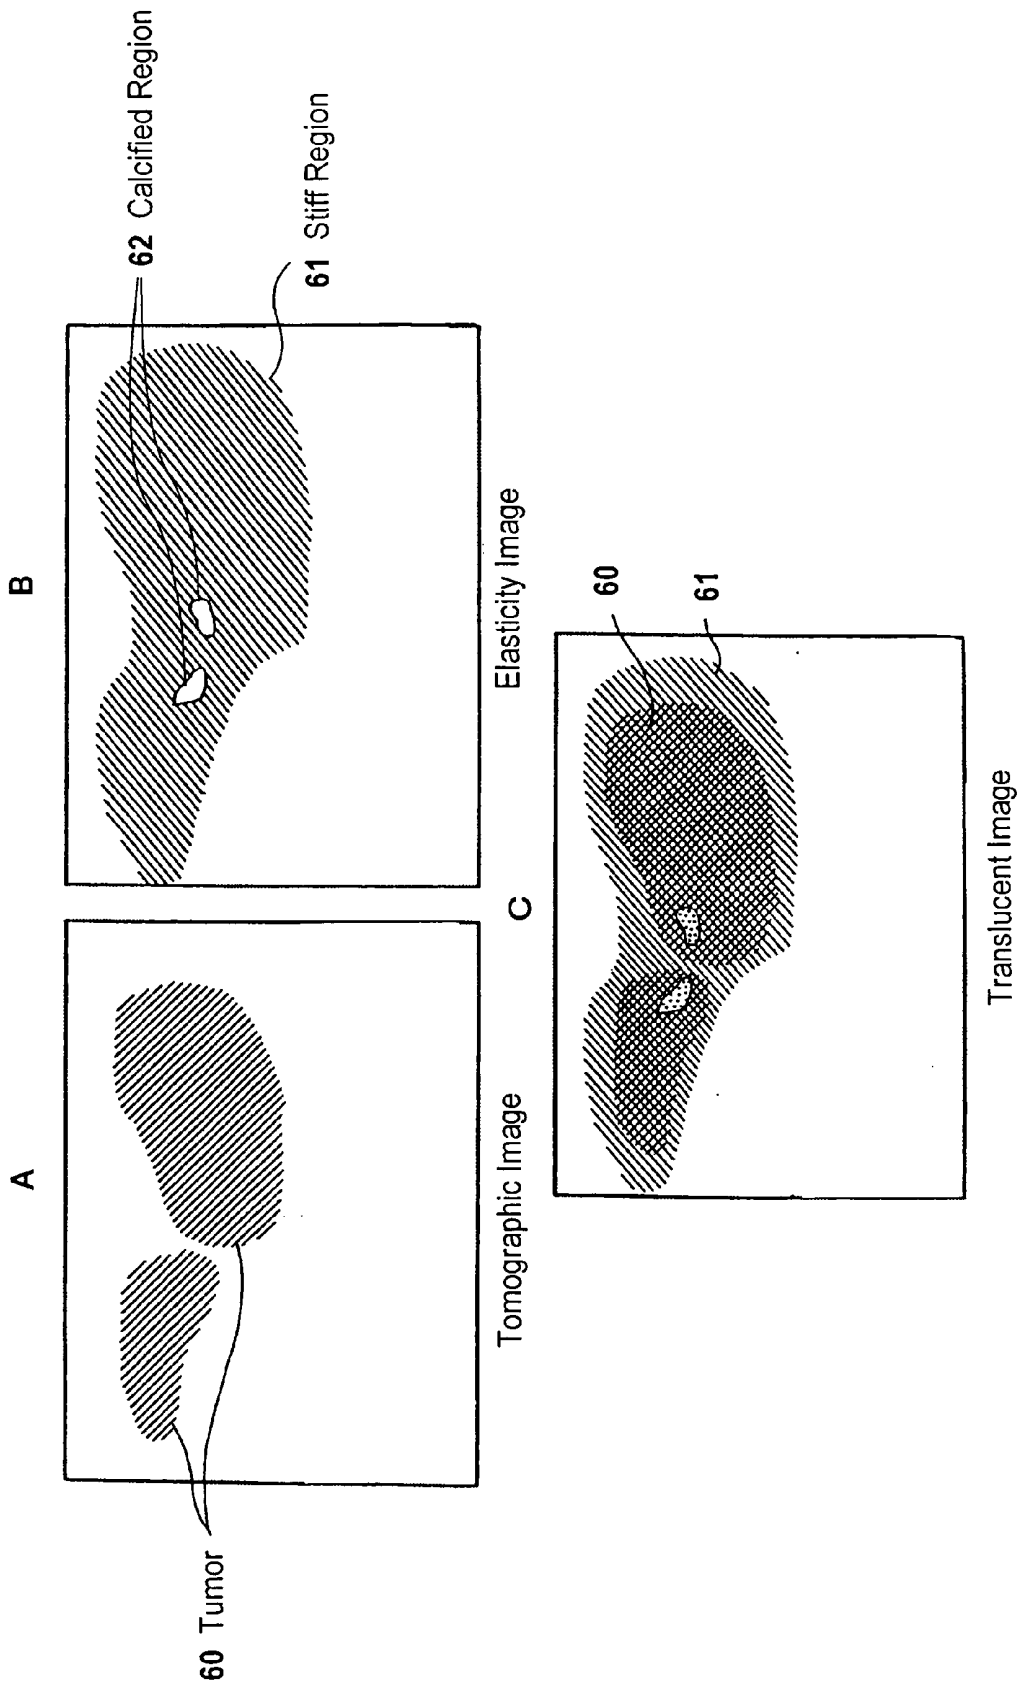 A
B
62 Calcified Region
61 Stiff Region
60 Tumor
Tomographic Image
Elasticity Image
C
60
61
Translucent Image